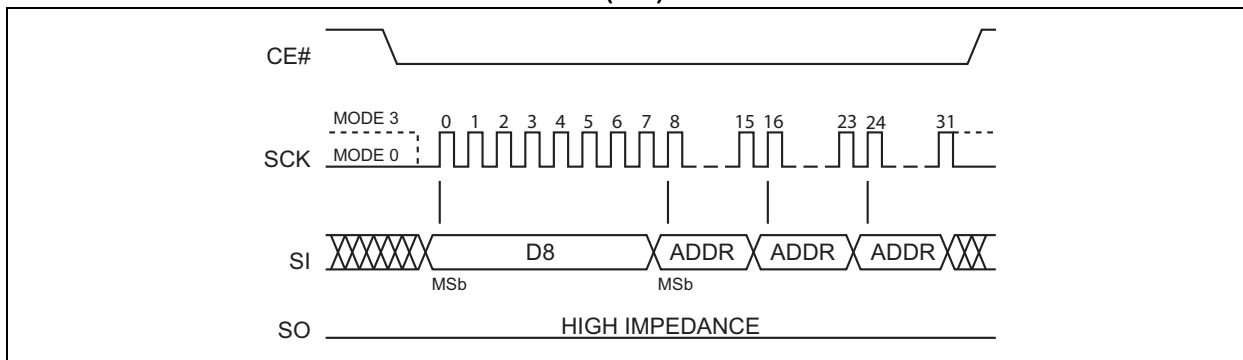 CE#
MODE 3
0 1 2 3 4 5 6 7 8 15 16 23 24 31
SCK
MODE 0
SI
D8
ADDR
ADDR
ADDR
MSb
MSb
SO
HIGH IMPEDANCE